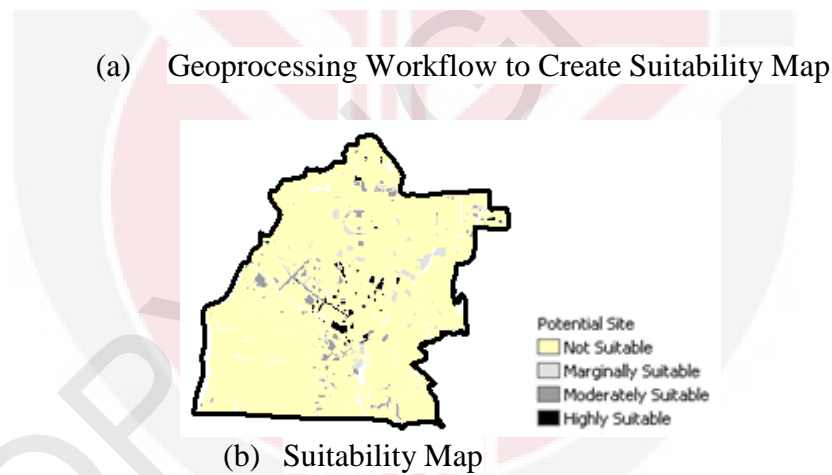 (a) Geoprocessing Workflow to Create Suitability Map
Potential Site
Not Suitable
Marginally Suitable
Moderately Suitable
Highly Suitable
(b) Suitability Map